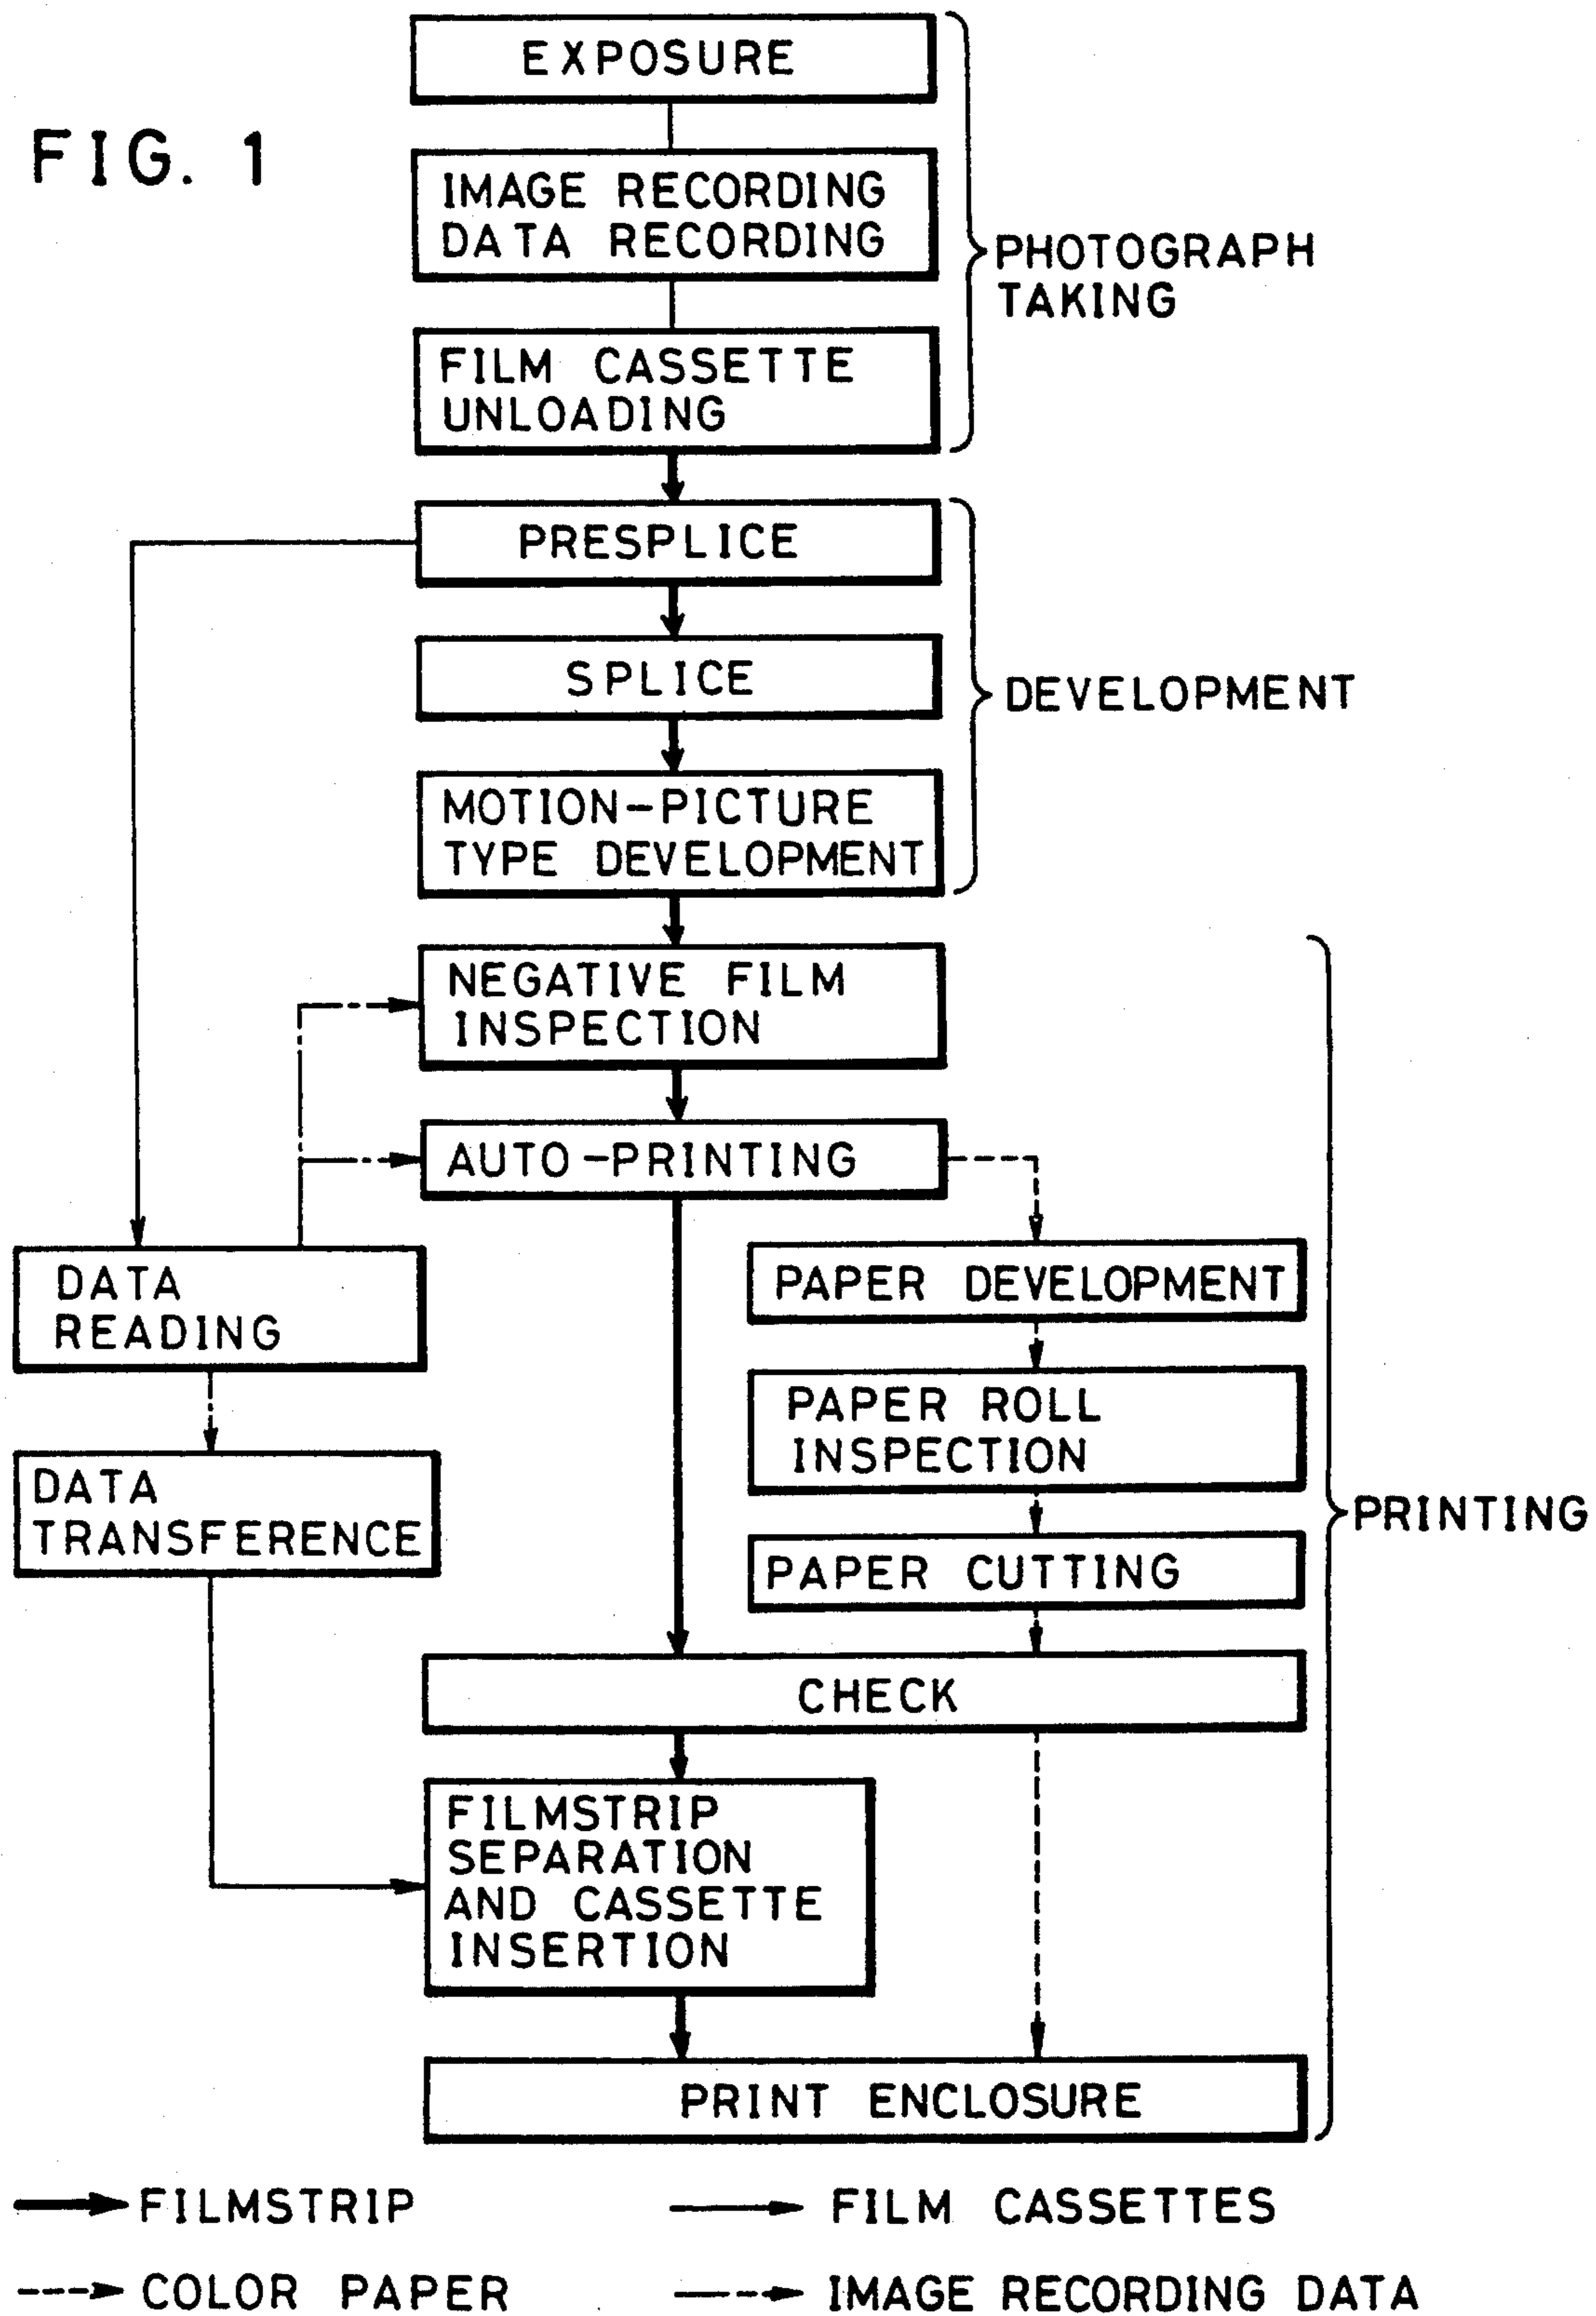 FIG. 1
EXPOSURE
IMAGE RECORDING
DATA RECORDING
FILM CASSETTE
UNLOADING
PHOTOGRAPH
TAKING
PRESPLICE
SPLICE
MOTION-PICTURE
TYPE DEVELOPMENT
DEVELOPMENT
NEGATIVE FILM
INSPECTION
AUTO-PRINTING
DATA
READING
DATA
TRANSFERENCE
PAPER DEVELOPMENT
PAPER ROLL
INSPECTION
PAPER CUTTING
CHECK
FILMSTRIP
SEPARATION
AND CASSETTE
INSERTION
PRINT ENCLOSURE
PRINTING
FILMSTRIP
FILM CASSETTES
COLOR PAPER
IMAGE RECORDING DATA